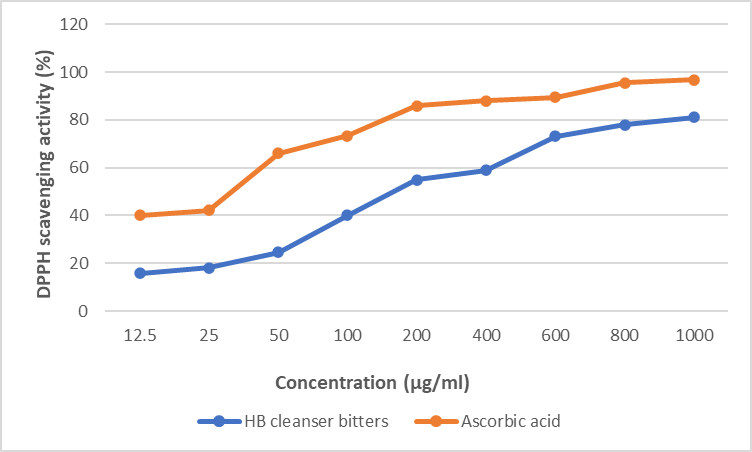 120
100
80
60
40
20
0
DPPH scavenging activity (%)
12.5 25 50 100 200 400 600 800 1000
Concentration (µg/ml)
HB cleanser bitters Ascorbic acid